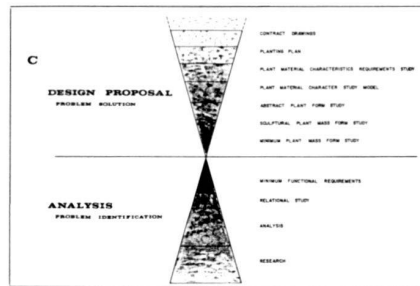 C
DESIGN PROPOSAL
PROBLEM SOLUTION
CONTRACT DRAWINGS
PLANTING PLAN
PLANT MATERIAL CHARACTERISTICS REQUIREMENTS STUDY
PLANT MATERIAL CHARACTER STUDY MODEL
ABSTRACT PLANT FORM STUDY
SCULPTURAL PLANT MASS FORM STUDY
MINIMUM PLANT MASS FORM STUDY
ANALYSIS
PROBLEM IDENTIFICATION
MINIMUM FUNCTIONAL REQUIREMENTS
RELATIONAL STUDY
ANALYSIS
RESEARCH